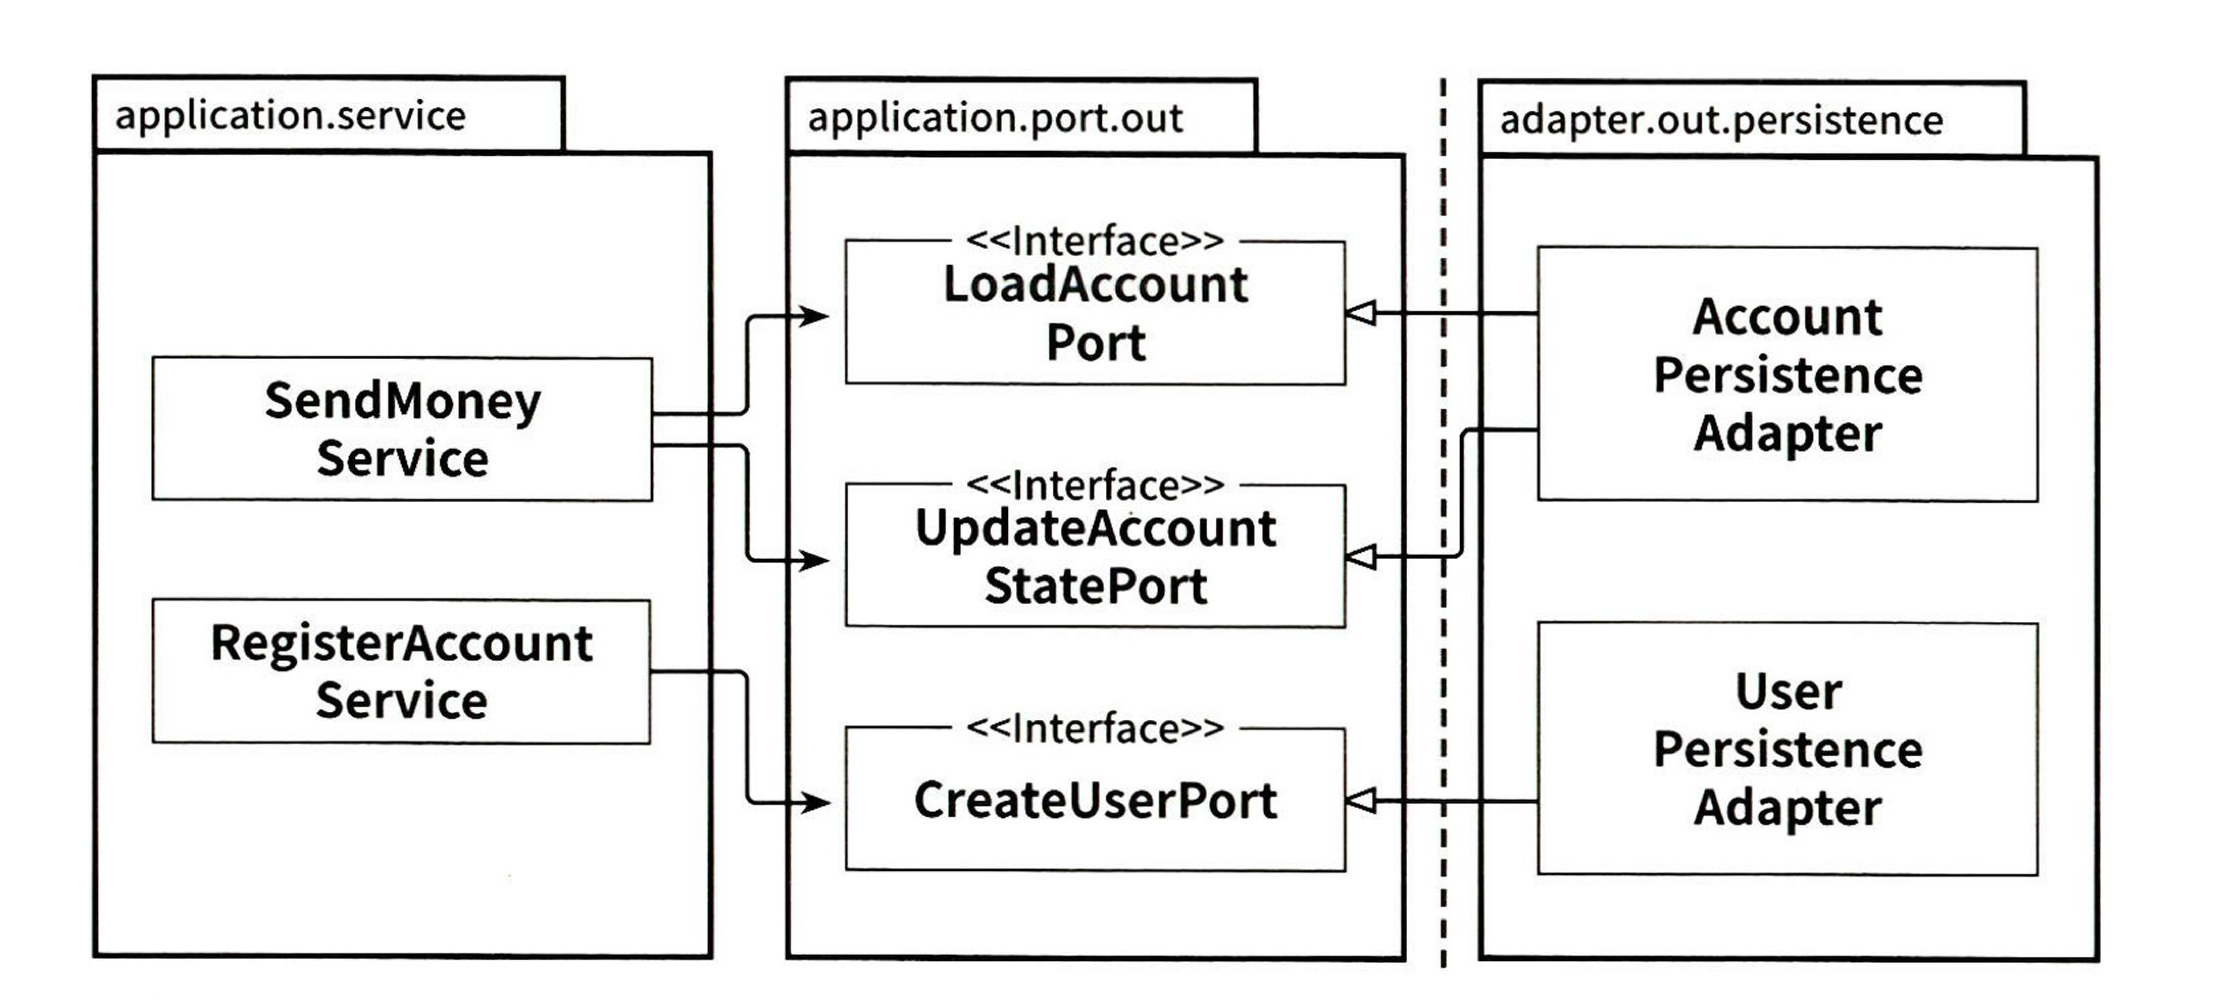 application.service
SendMoney
Service
RegisterAccount
Service
application.port.out
<<Interface>>
LoadAccount
Port
<<Interface>>
UpdateAccount
StatePort
<<Interface>>
CreateUserPort
adapter.out.persistence
Account
Persistence
Adapter
User
Persistence
Adapter